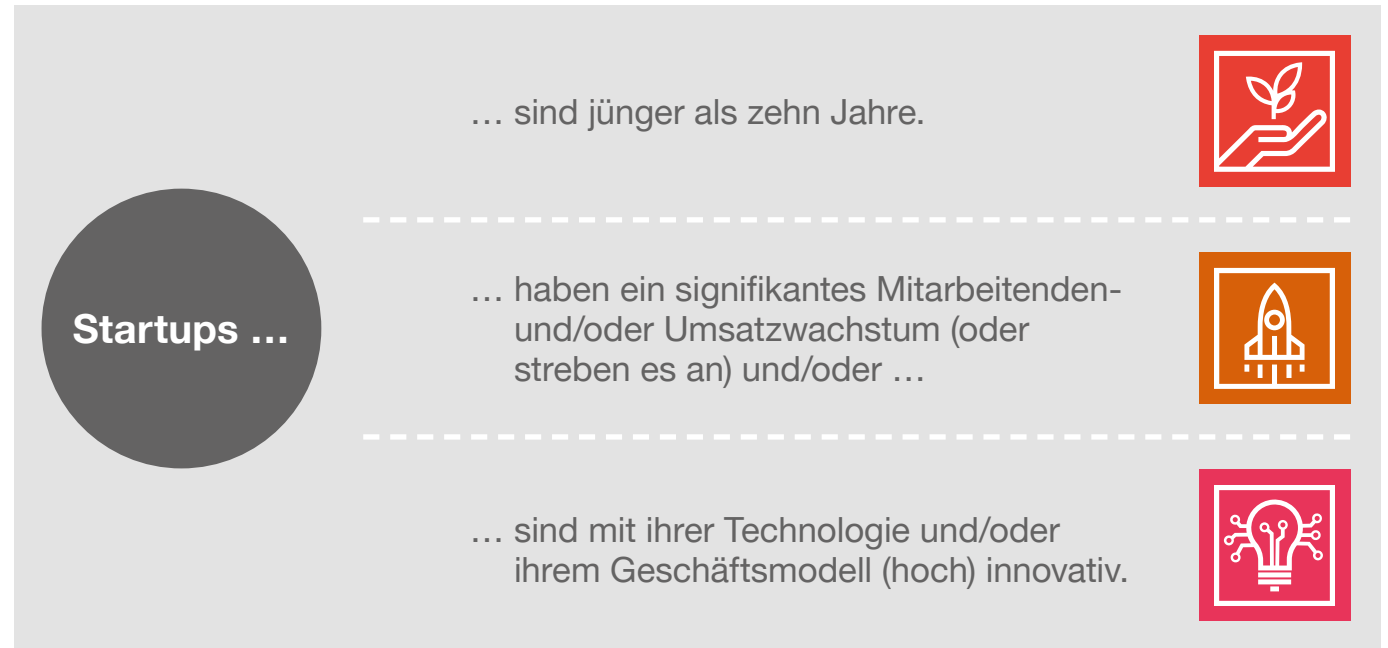 Startups …
… sind jünger als zehn Jahre.
… haben ein signifikantes Mitarbeitenden-
und/oder Umsatzwachstum (oder
streben es an) und/oder …
… sind mit ihrer Technologie und/oder
ihrem Geschäftsmodell (hoch) innovativ.